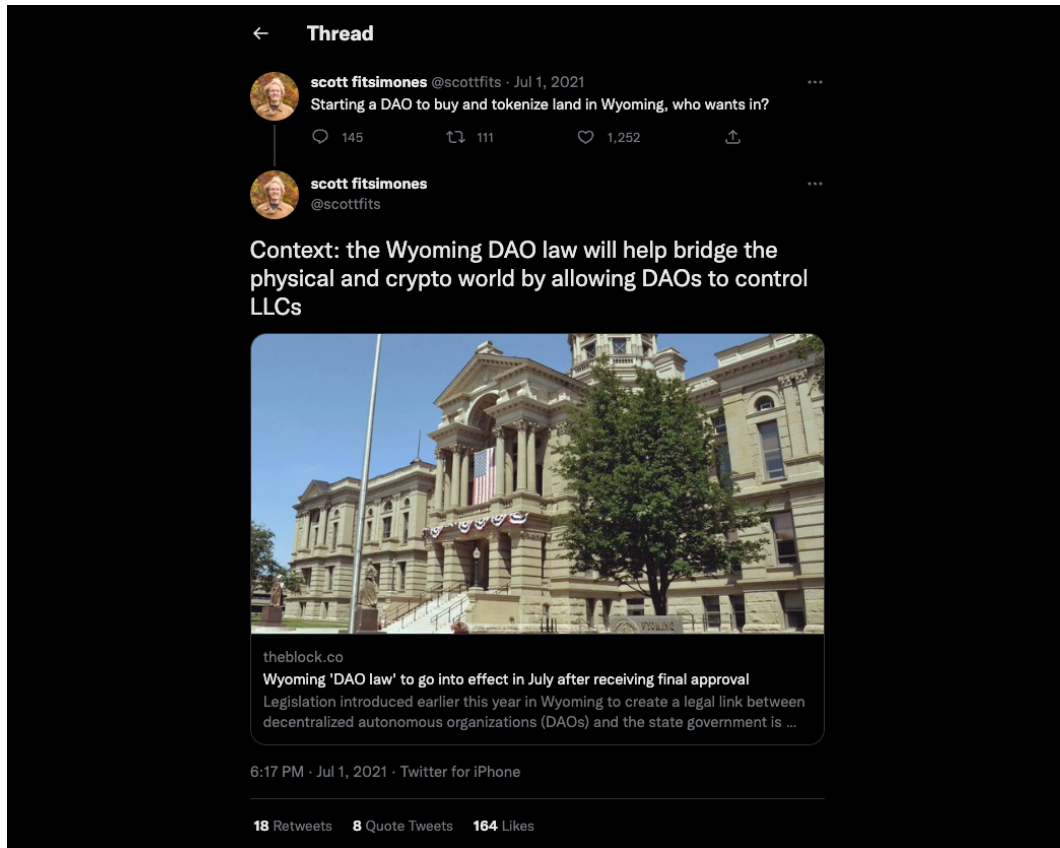 Thread
scott fitsimones @scottfits · Jul 1, 2021
Starting a DAO to buy and tokenize land in Wyoming, who wants in?
145 111 1,252
scott fitsimones
@scottfits
Context: the Wyoming DAO law will help bridge the
physical and crypto world by allowing DAOs to control
LLCs
WYOMING
theblock.co
Wyoming 'DAO law' to go into effect in July after receiving final approval
Legislation introduced earlier this year in Wyoming to create a legal link between
decentralized autonomous organizations (DAOs) and the state government is ...
6:17 PM · Jul 1, 2021 · Twitter for iPhone
18 Retweets 8 Quote Tweets 164 Likes